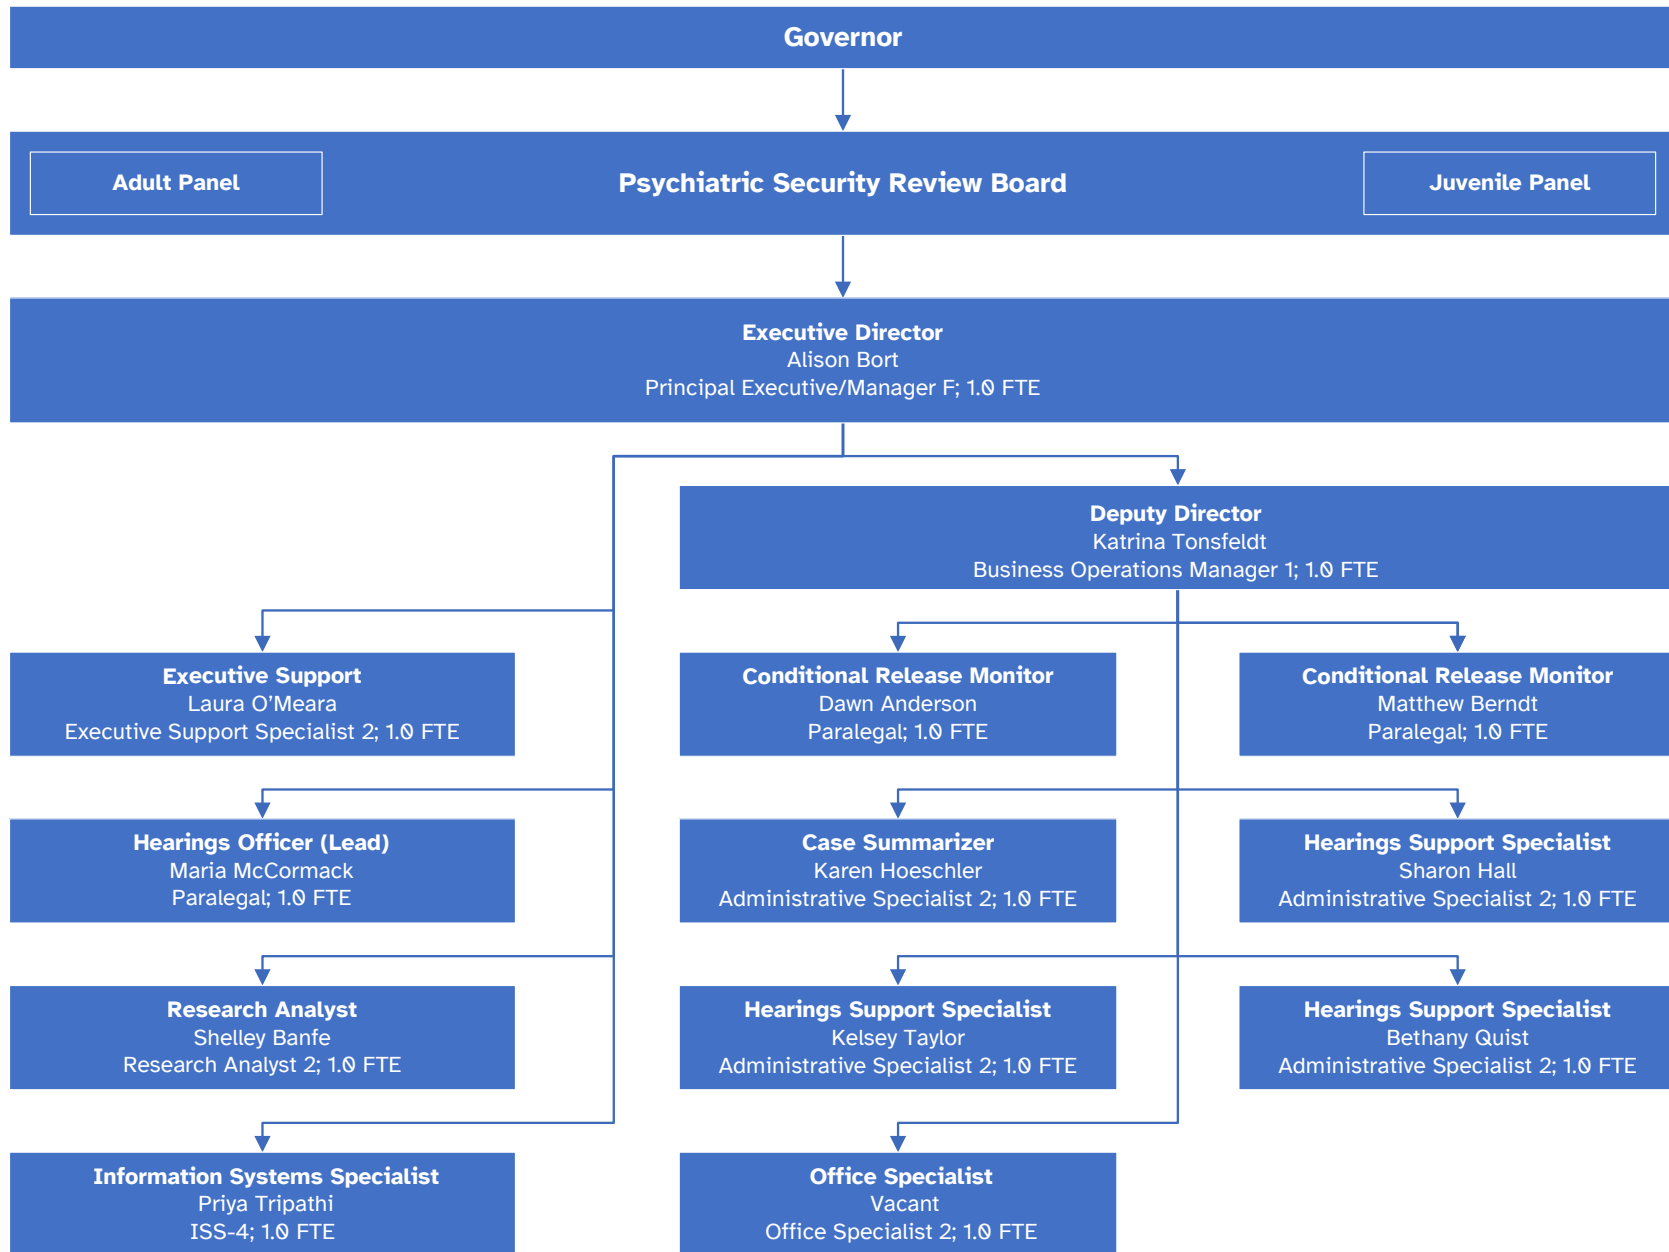 Governor
Adult Panel
Psychiatric Security Review Board
Juvenile Panel
Executive Director
Alison Bort
Principal Executive/Manager F; 1.0 FTE
Deputy Director
Katrina Tonsfeldt
Business Operations Manager 1; 1.0 FTE
Executive Support
Laura O’Meara
Executive Support Specialist 2; 1.0 FTE
Conditional Release Monitor
Dawn Anderson
Paralegal; 1.0 FTE
Conditional Release Monitor
Matthew Berndt
Paralegal; 1.0 FTE
Hearings Officer (Lead)
Maria McCormack
Paralegal; 1.0 FTE
Case Summarizer
Karen Hoeschler
Administrative Specialist 2; 1.0 FTE
Hearings Support Specialist
Sharon Hall
Administrative Specialist 2; 1.0 FTE
Research Analyst
Shelley Banfe
Research Analyst 2; 1.0 FTE
Hearings Support Specialist
Kelsey Taylor
Administrative Specialist 2; 1.0 FTE
Hearings Support Specialist
Bethany Quist
Administrative Specialist 2; 1.0 FTE
Information Systems Specialist
Priya Tripathi
ISS-4; 1.0 FTE
Office Specialist
Vacant
Office Specialist 2; 1.0 FTE